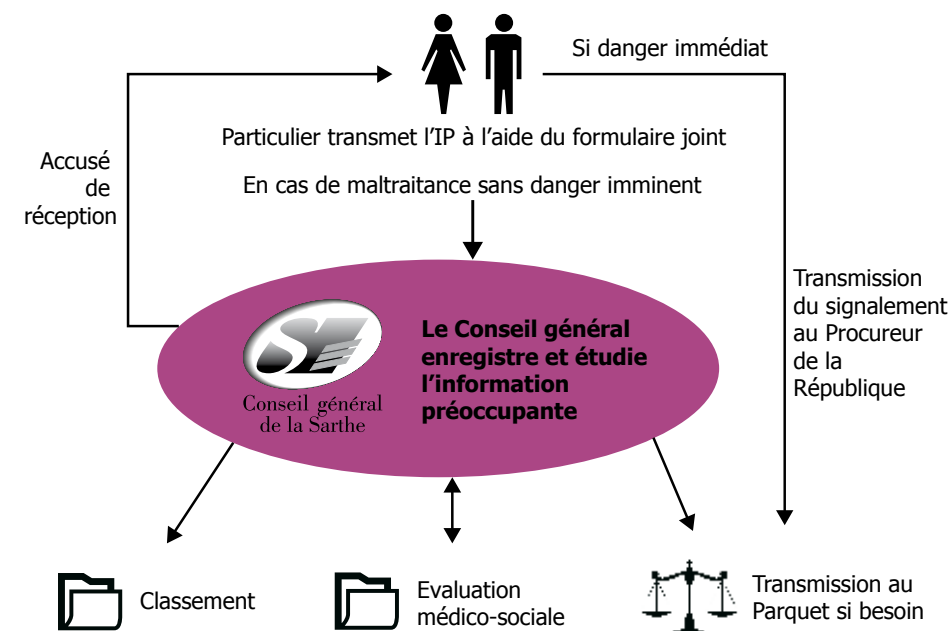 Si danger immédiat
Particulier transmet l'IP à l'aide du formulaire joint
En cas de maltraitance sans danger imminent
Accusé
de
réception
Le Conseil général
enregistre et étudie
l'information
préoccupante
Conseil général
de la Sarthe
Transmission
du signalement
au Procureur
de la
République
Classement
Evaluation
médico-sociale
Transmission au
Parquet si besoin